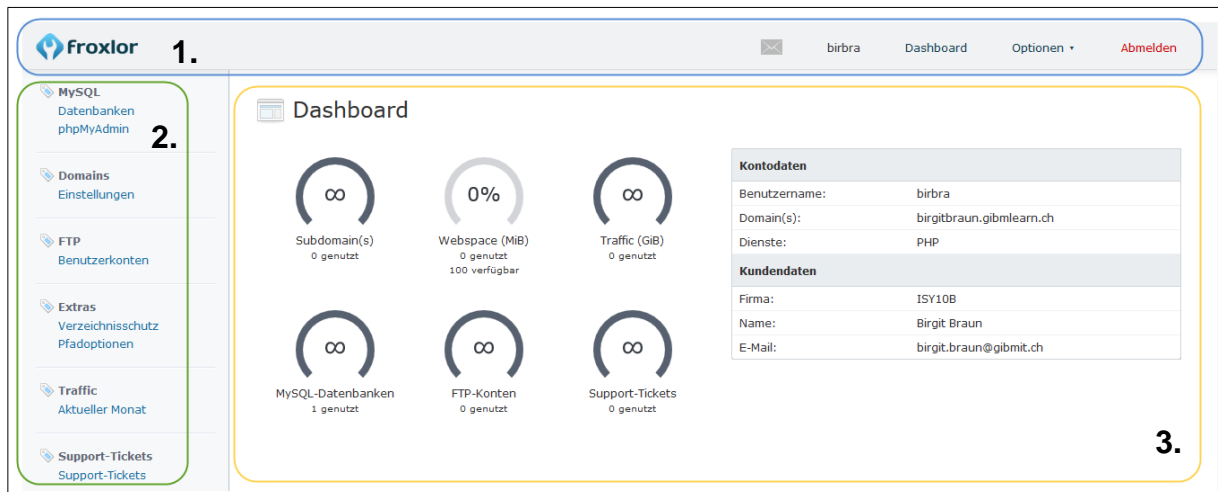 froxlor
1.
birbra
Dashboard
Optionen
Abmelden
MySQL
Datenbanken
phpMyAdmin
2.
Domains
Einstellungen
FTP
Benutzerkonten
Extras
Verzeichnisschutz
Pfadoptionen
Traffic
Aktueller Monat
Support-Tickets
Support-Tickets
Dashboard
∞
Subdomain(s)
0 genutzt
0%
Webspace (MiB)
0 genutzt
100 verfügbar
∞
Traffic (GiB)
0 genutzt
∞
MySQL-Datenbanken
1 genutzt
∞
FTP-Konten
0 genutzt
∞
Support-Tickets
0 genutzt
Kontodaten
Benutzername: birbra
Domain(s): birgitbraun.gibmlearn.ch
Dienste: PHP
Kundendaten
Firma: ISY10B
Name: Birgit Braun
E-Mail: birgit.braun@gibmit.ch
3.